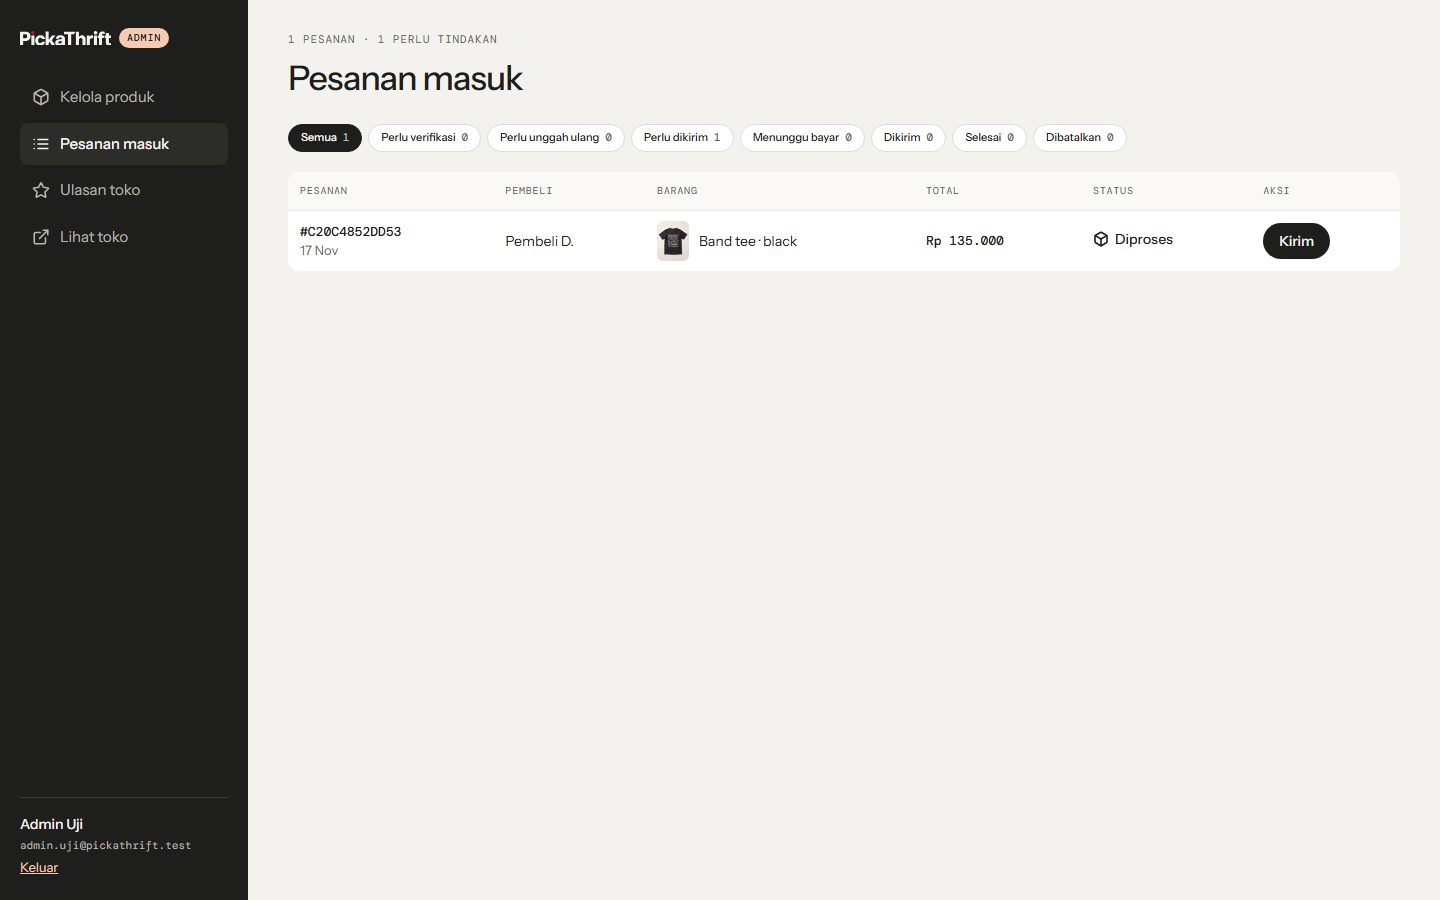 PickaThrift ADMIN
Kelola produk
Pesanan masuk
Ulasan toko
Lihat toko
Admin Uji
admin.uji@pickathrift.test
Keluar
1 PESANAN · 1 PERLU TINDAKAN
Pesanan masuk
Semua 1 Perlu verifikasi 0 Perlu unggah ulang 0 Perlu dikirim 1 Menunggu bayar 0 Dikirim 0 Selesai 0 Dibatalkan 0
PESANAN PEMBELI BARANG TOTAL STATUS AKSI
#C20C4852DD53 Pembeli D. Band tee · black Rp 135.000 Diproses Kirim
17 Nov